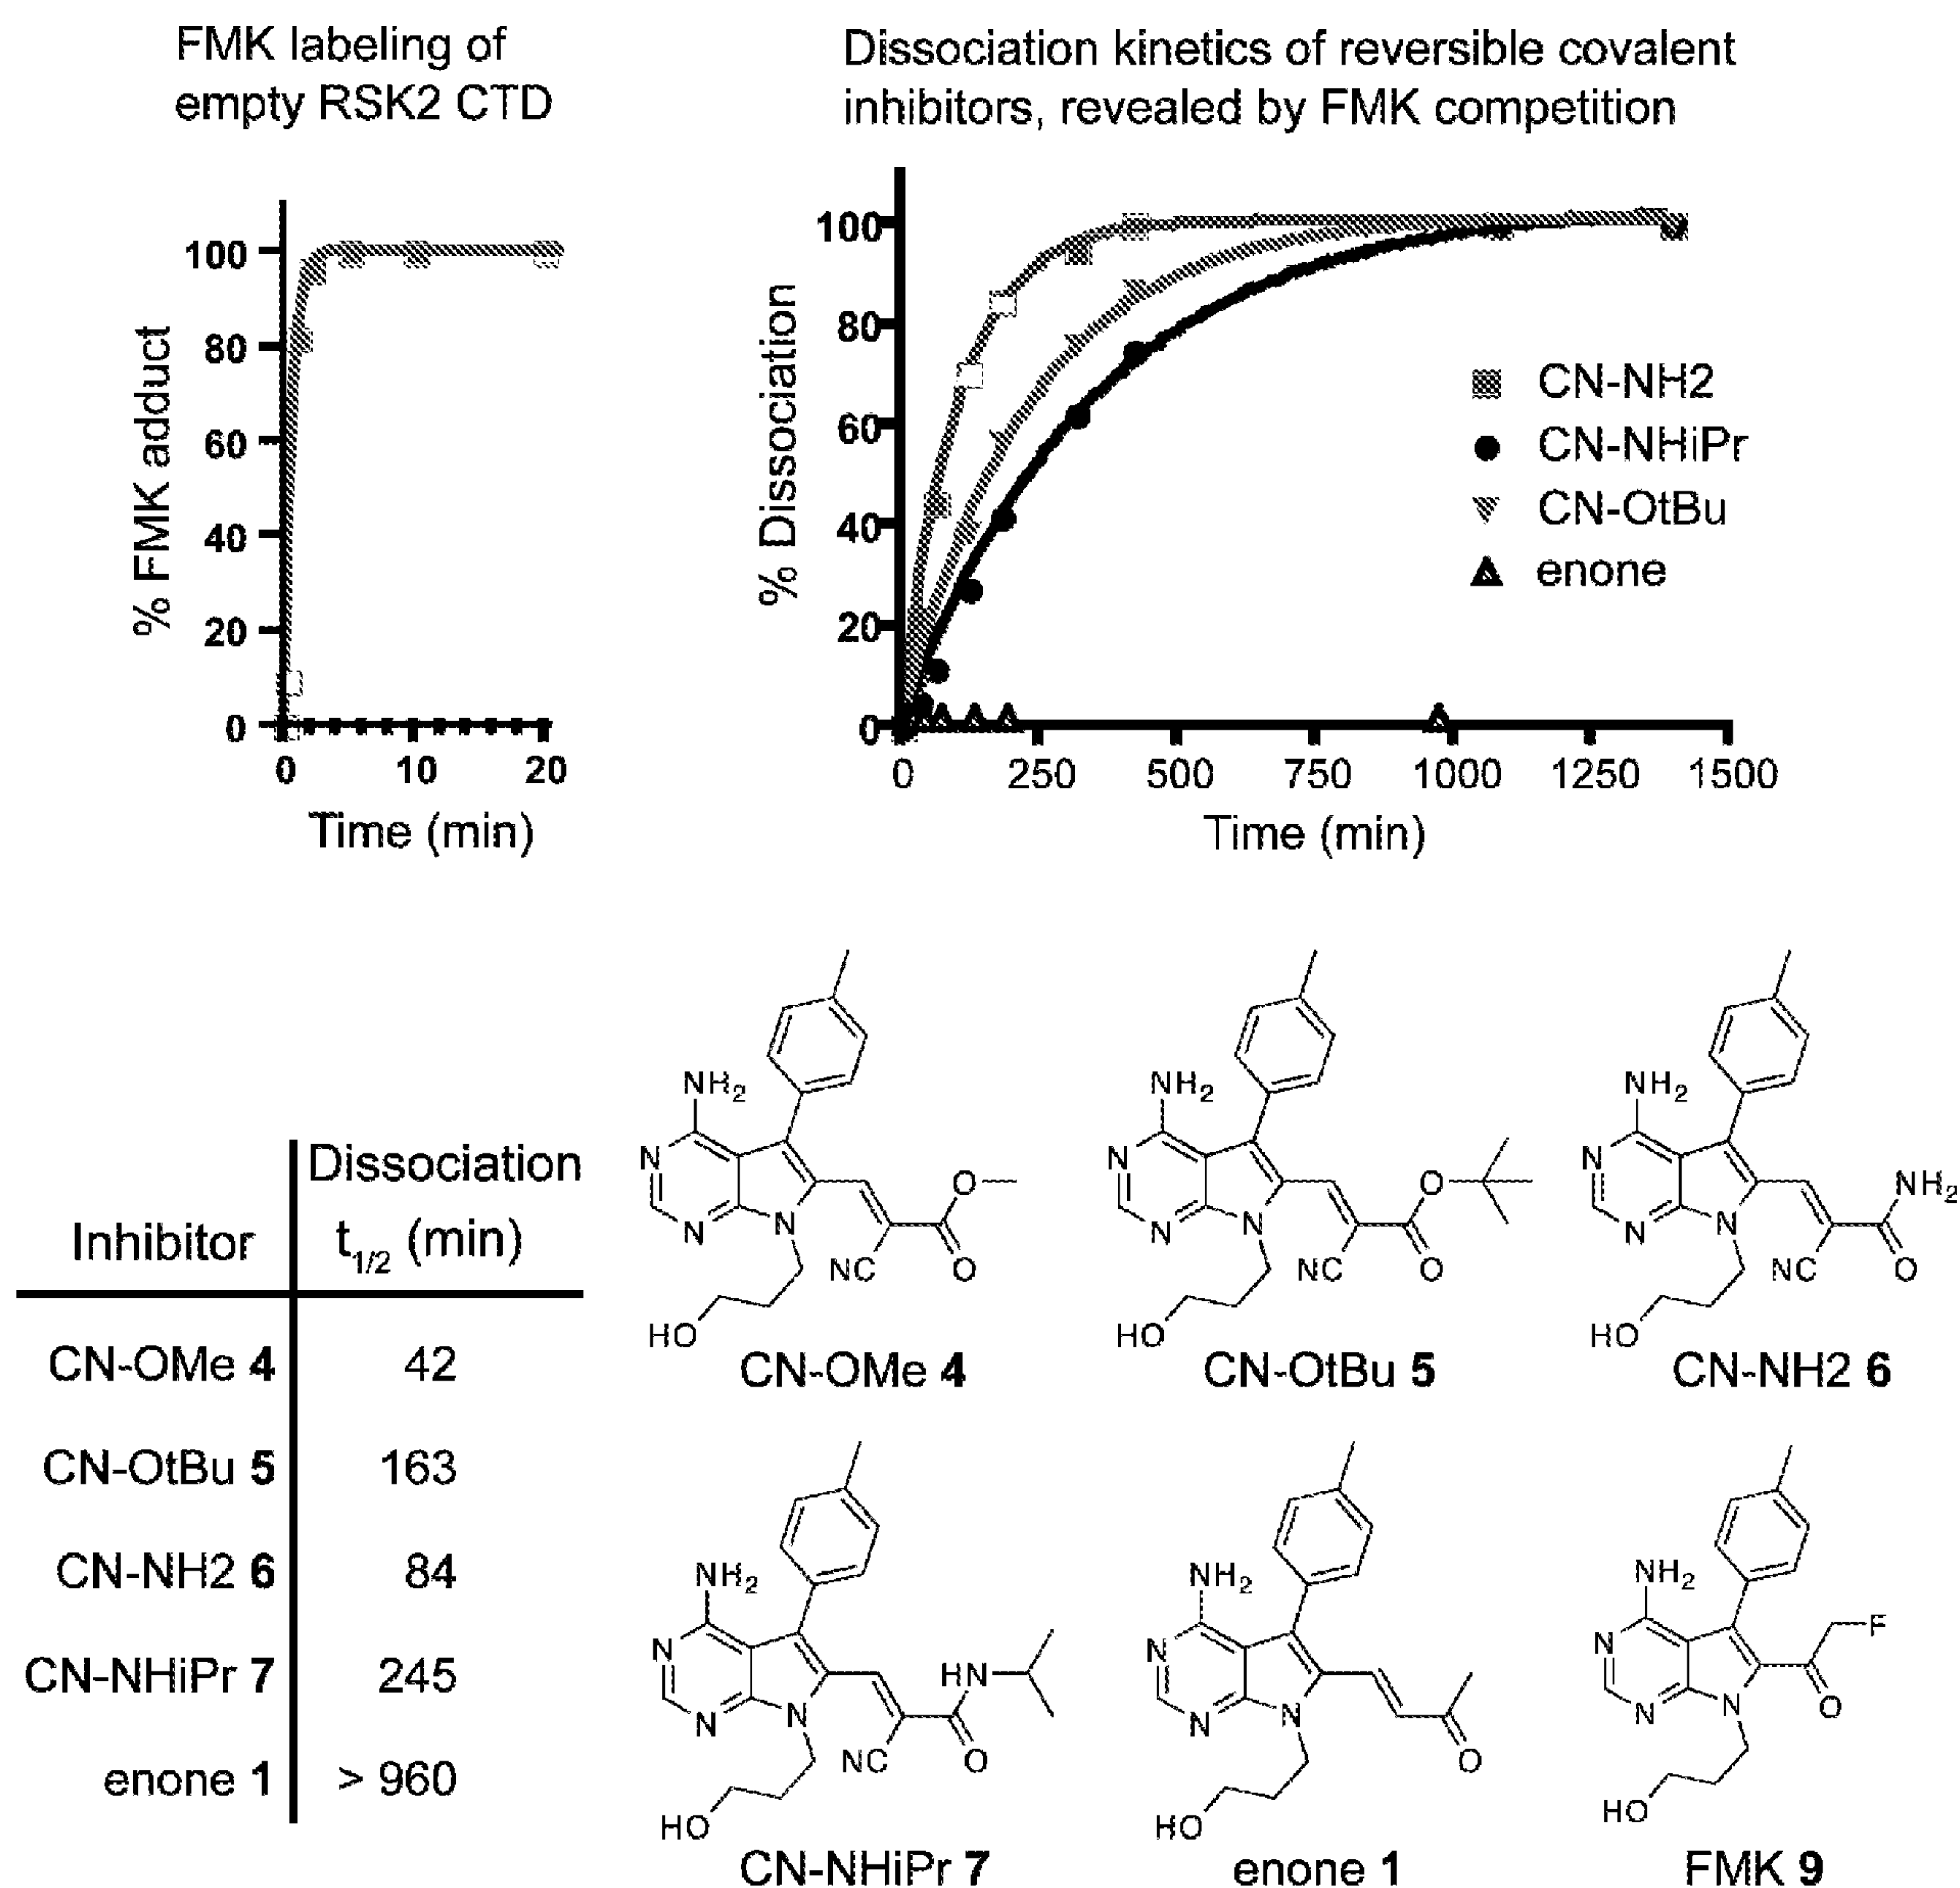 FMK labeling of
empty RSK2 CTD
% FMK adduct
100
80
60
40
20
0
0 10 20
Time (min)
Dissociation kinetics of reversible covalent
inhibitors, revealed by FMK competition
% Dissociation
100
80
60
40
20
0
0 250 500 750 1000 1250 1500
Time (min)
CN-NH2
CN-NHiPr
CN-OtBu
enone
Inhibitor Dissociation t1/2 (min)
CN-OMe 4 42
CN-OtBu 5 163
CN-NH2 6 84
CN-NHiPr 7 245
enone 1 > 960
NH2
N
N
N
O
O
NC
HO
CN-OMe 4
NH2
N
N
N
O
O
NC
HO
CN-OtBu 5
NH2
N
N
N
NH2
O
NC
HO
CN-NH2 6
NH2
N
N
N
HN
O
NC
HO
CN-NHiPr 7
NH2
N
N
N
O
HO
enone 1
NH2
N
N
N
F
O
HO
FMK 9